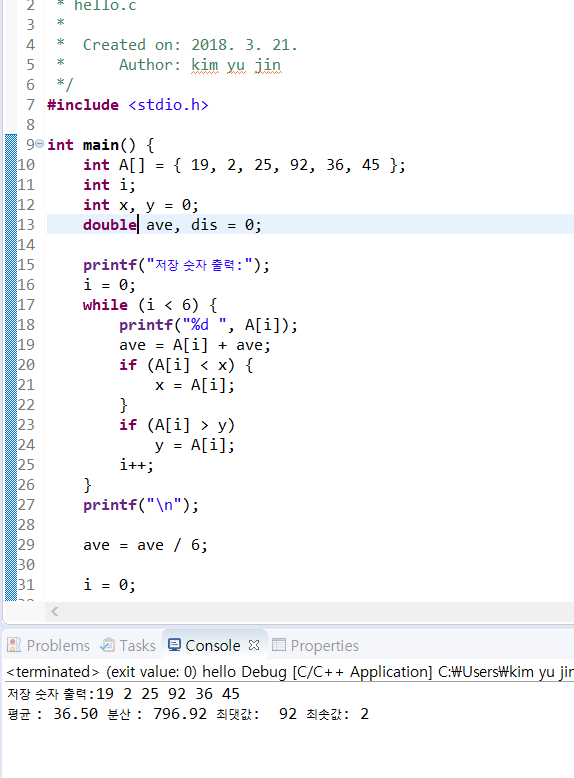 2 * hello.c
3 *
4 *  Created on: 2018. 3. 21.
5 *      Author: kim yu jin
6 */
7 #include <stdio.h>
8
9 int main() {
10     int A[] = { 19, 2, 25, 92, 36, 45 };
11     int i;
12     int x, y = 0;
13     double ave, dis = 0;
14
15     printf("저장 숫자 출력:");
16     i = 0;
17     while (i < 6) {
18         printf("%d ", A[i]);
19         ave = A[i] + ave;
20         if (A[i] < x) {
21             x = A[i];
22         }
23         if (A[i] > y)
24             y = A[i];
25         i++;
26     }
27     printf("\n");
28
29     ave = ave / 6;
30
31     i = 0;
Problems Tasks Console Properties
<terminated> (exit value: 0) hello Debug [C/C++ Application] C:₩Users₩kim yu jin
저장 숫자 출력:19 2 25 92 36 45
평균 : 36.50 분산 : 796.92 최댓값:  92 최솟값: 2